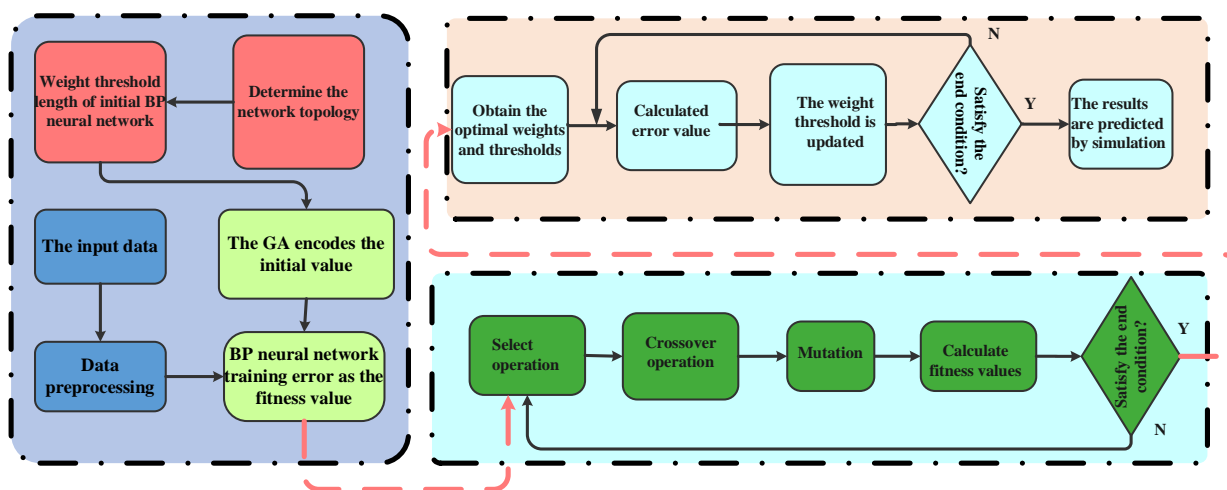 Weight threshold
length of initial BP
neural network
Determine the
network topology
The input data
The GA encodes the
initial value
Data
preprocessing
BP neural network
training error as the
fitness value
N
Obtain the
optimal weights
and thresholds
Calculated
error value
The weight
threshold is
updated
Satisfy the
end condition?
Y
The results
are predicted
by simulation
Select
operation
Crossover
operation
Mutation
Calculate
fitness values
Satisfy the end
condition?
Y
N